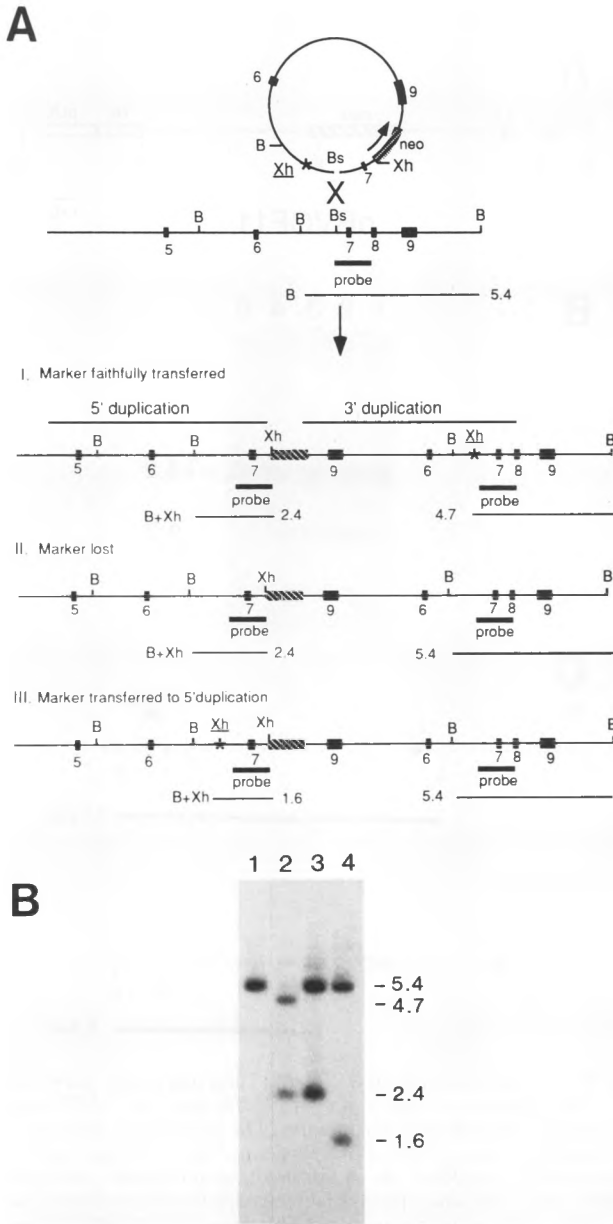 A
6
9
B
Xh
Bs
neo
7
Xh
X
B
B
Bs
B
5
6
7
8
9
probe
B
5.4
I. Marker faithfully transferred
5' duplication
3' duplication
B
B
Xh
B
Xh
B
5
6
7
9
6
7
8
9
probe
probe
B+Xh
2.4
4.7
II. Marker lost
B
B
Xh
B
B
5
6
7
9
6
7
8
9
probe
probe
B+Xh
2.4
5.4
III. Marker transferred to 5'duplication
B
B
Xh
Xh
B
B
5
6
7
9
6
7
8
9
probe
probe
B+Xh
1.6
5.4
B
1 2 3 4
- 5.4
- 4.7
- 2.4
- 1.6